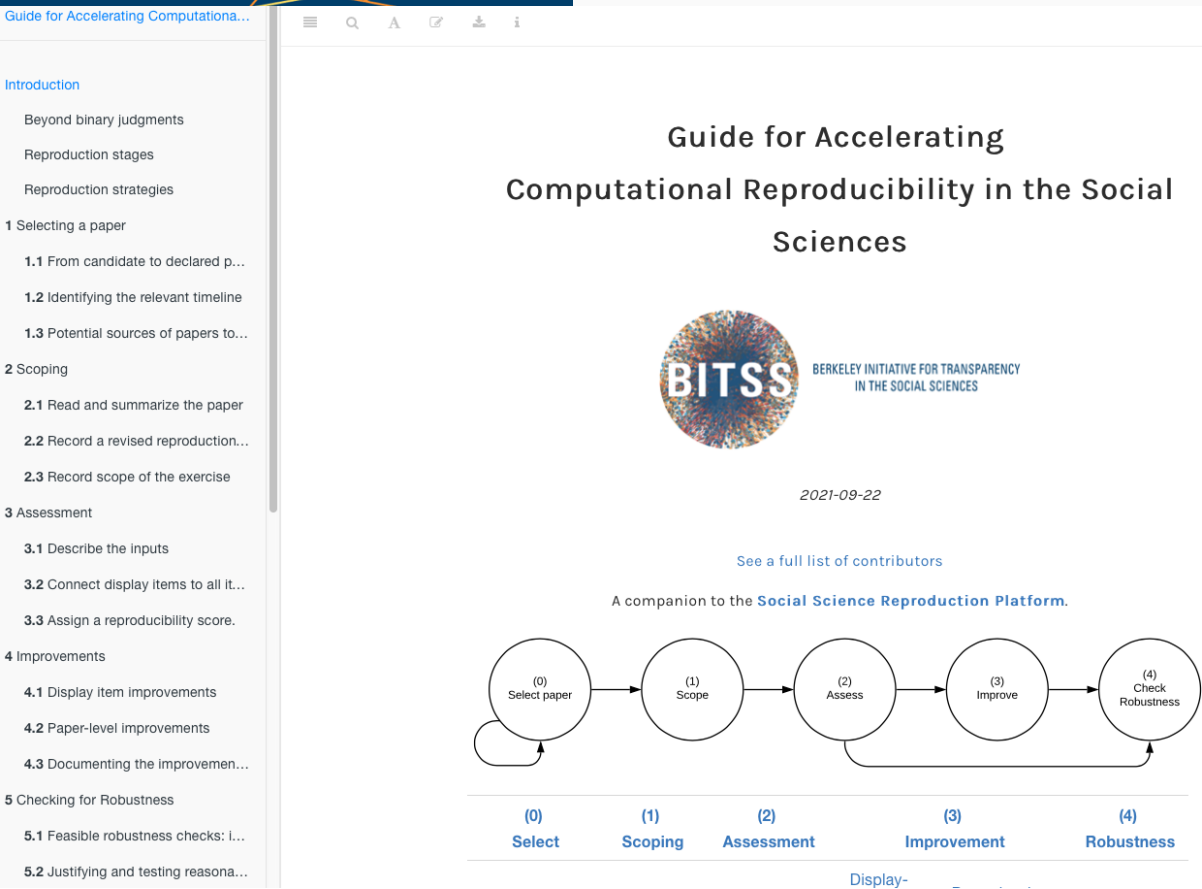 Guide for Accelerating Computationa...
Introduction
Beyond binary judgments
Reproduction stages
Reproduction strategies
1 Selecting a paper
1.1 From candidate to declared p...
1.2 Identifying the relevant timeline
1.3 Potential sources of papers to...
2 Scoping
2.1 Read and summarize the paper
2.2 Record a revised reproduction...
2.3 Record scope of the exercise
3 Assessment
3.1 Describe the inputs
3.2 Connect display items to all it...
3.3 Assign a reproducibility score.
4 Improvements
4.1 Display item improvements
4.2 Paper-level improvements
4.3 Documenting the improvemen...
5 Checking for Robustness
5.1 Feasible robustness checks: i...
5.2 Justifying and testing reasona...
A
i
Guide for Accelerating
Computational Reproducibility in the Social
Sciences
BITSS
BERKELEY INITIATIVE FOR TRANSPARENCY
IN THE SOCIAL SCIENCES
2021-09-22
See a full list of contributors
A companion to the Social Science Reproduction Platform.
(0)
Select paper
(1)
Scope
(2)
Assess
(3)
Improve
(4)
Check
Robustness
(0) (1) (2) (3) (4)
Select Scoping Assessment Improvement Robustness
Display-